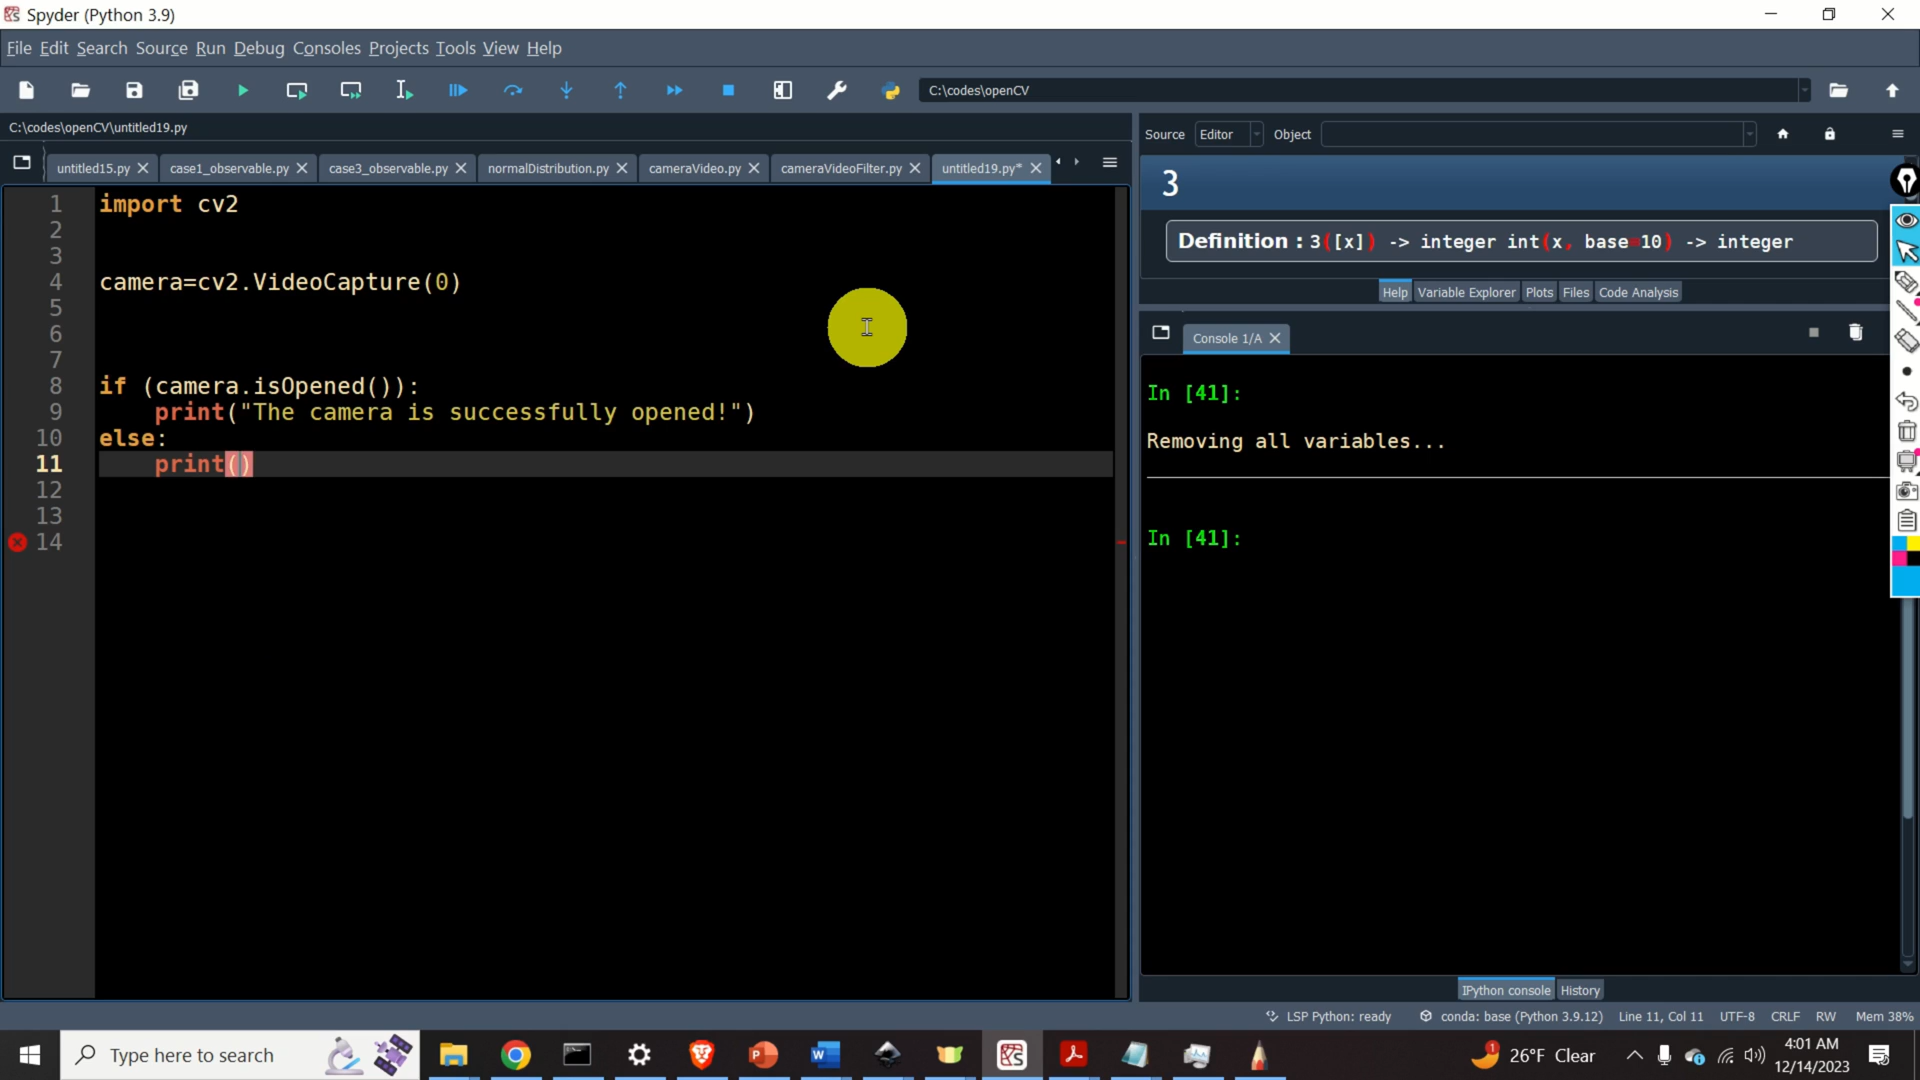 Spyder (Python 3.9)
File Edit Search Source Run Debug Consoles Projects Tools View Help
C:\codes\openCV
C:\codes\openCV\untitled19.py
untitled15.py case1_observable.py case3_observable.py normalDistribution.py cameraVideo.py cameraVideoFilter.py untitled19.py*
1 import cv2
2
3
4 camera=cv2.VideoCapture(0)
5
6
7
8 if (camera.isOpened()):
9 print("The camera is successfully opened!")
10 else:
11 print()
12
13
14
Source Editor Object
3
Definition : 3([x]) -> integer int(x, base=10) -> integer
Help Variable Explorer Plots Files Code Analysis
Console 1/A
In [41]:
Removing all variables...
In [41]:
IPython console History
LSP Python: ready conda: base (Python 3.9.12) Line 11, Col 11 UTF-8 CRLF RW Mem 38%
Type here to search
1 26°F Clear
4:01 AM
12/14/2023